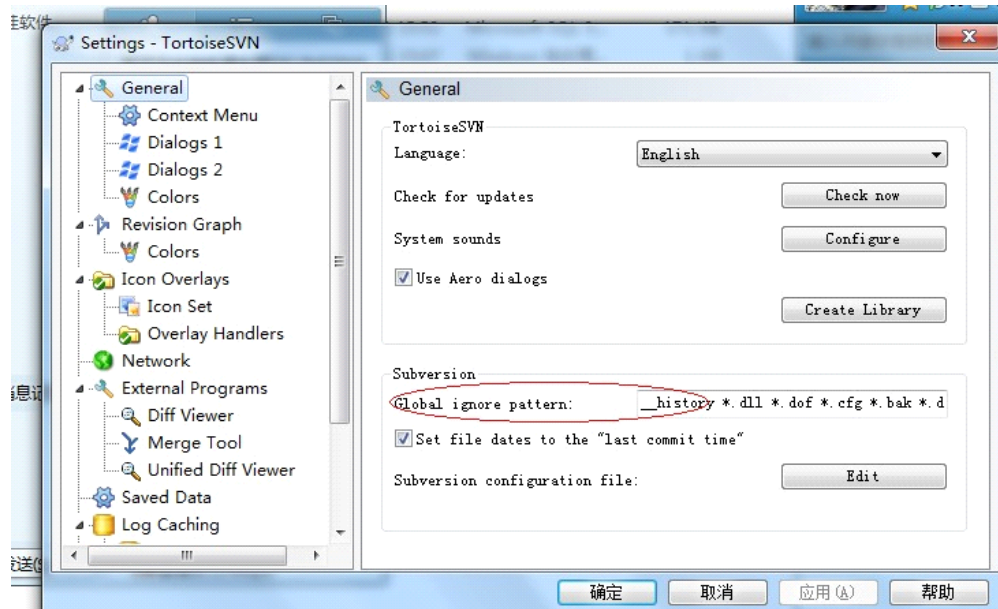 佳软件
Settings - TortoiseSVN
General
Context Menu
Dialogs 1
Dialogs 2
Colors
Revision Graph
Colors
Icon Overlays
Icon Set
Overlay Handlers
Network
External Programs
Diff Viewer
Merge Tool
Unified Diff Viewer
Saved Data
Log Caching
General
TortoiseSVN
Language: English
Check for updates Check now
System sounds Configure
Use Aero dialogs
Create Library
Subversion
Global ignore pattern: __history *.dll *.dof *.cfg *.bak *.d
Set file dates to the "last commit time"
Subversion configuration file: Edit
确定 取消 应用(A) 帮助